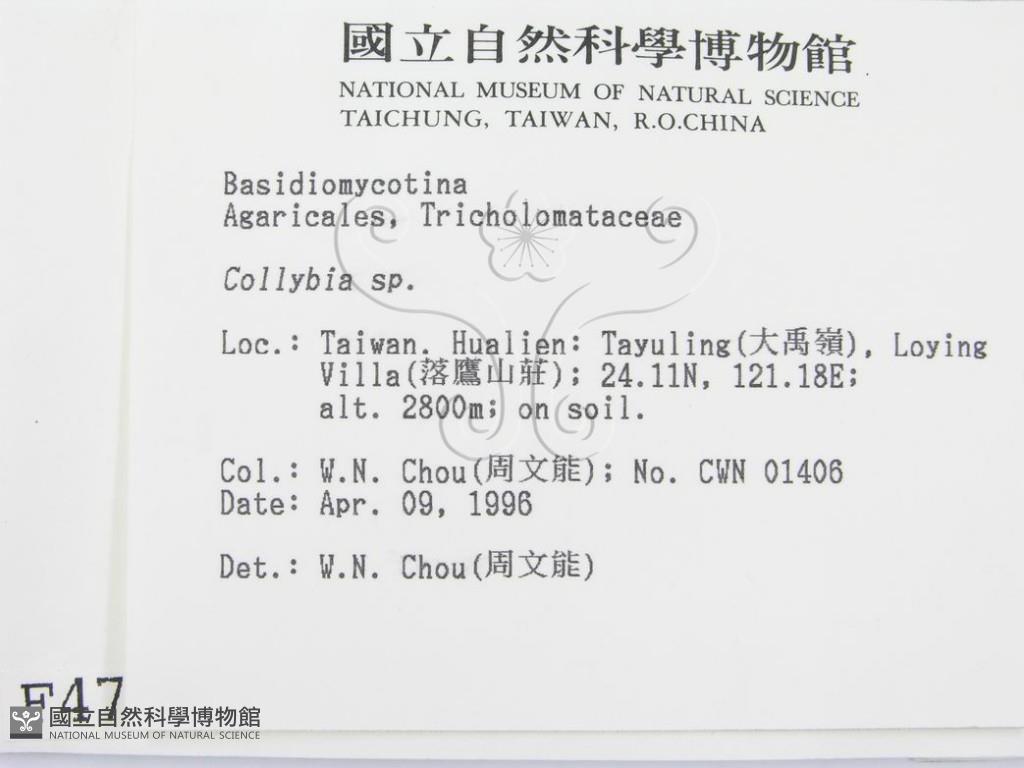 國立自然科學博物館
NATIONAL MUSEUM OF NATURAL SCIENCE
TAICHUNG, TAIWAN, R.O.CHINA
Basidiomycotina
Agaricales, Tricholomataceae
Collybia sp.
Loc.: Taiwan. Hualien: Tayuling(大禹嶺), Loying
Villa(落鷹山莊); 24.11N, 121.18E;
alt. 2800m; on soil.
Col.: W.N. Chou(周文能); No. CWN 01406
Date: Apr. 09, 1996
Det.: W.N. Chou(周文能)
F47
國立自然科學博物館
NATIONAL MUSEUM OF NATURAL SCIENCE